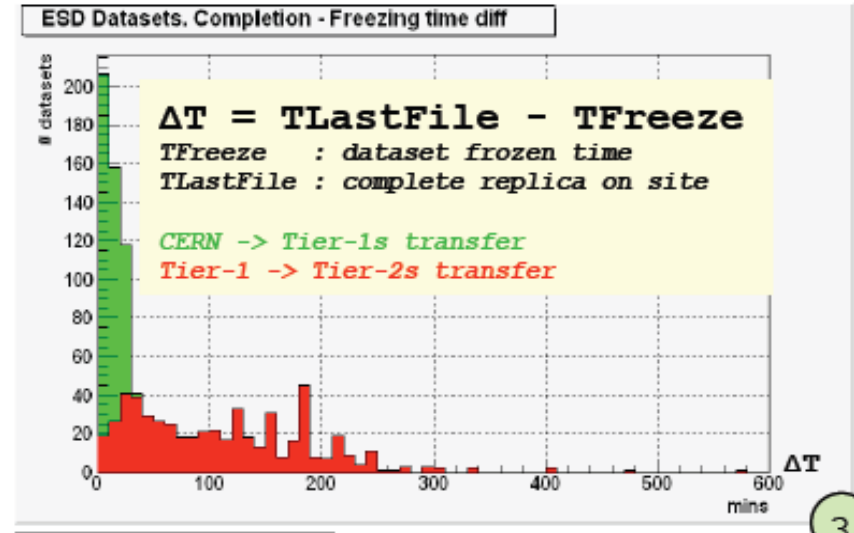 ESD Datasets. Completion - Freezing time diff
# datasets
200
180
160
140
120
100
80
60
40
20
0
ΔT = TLastFile - TFreeze
TFreeze : dataset frozen time
TLastFile : complete replica on site
CERN -> Tier-1s transfer
Tier-1 -> Tier-2s transfer
0 100 200 300 400 500 600
ΔT
mins
3